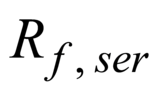 R_{f, ser}